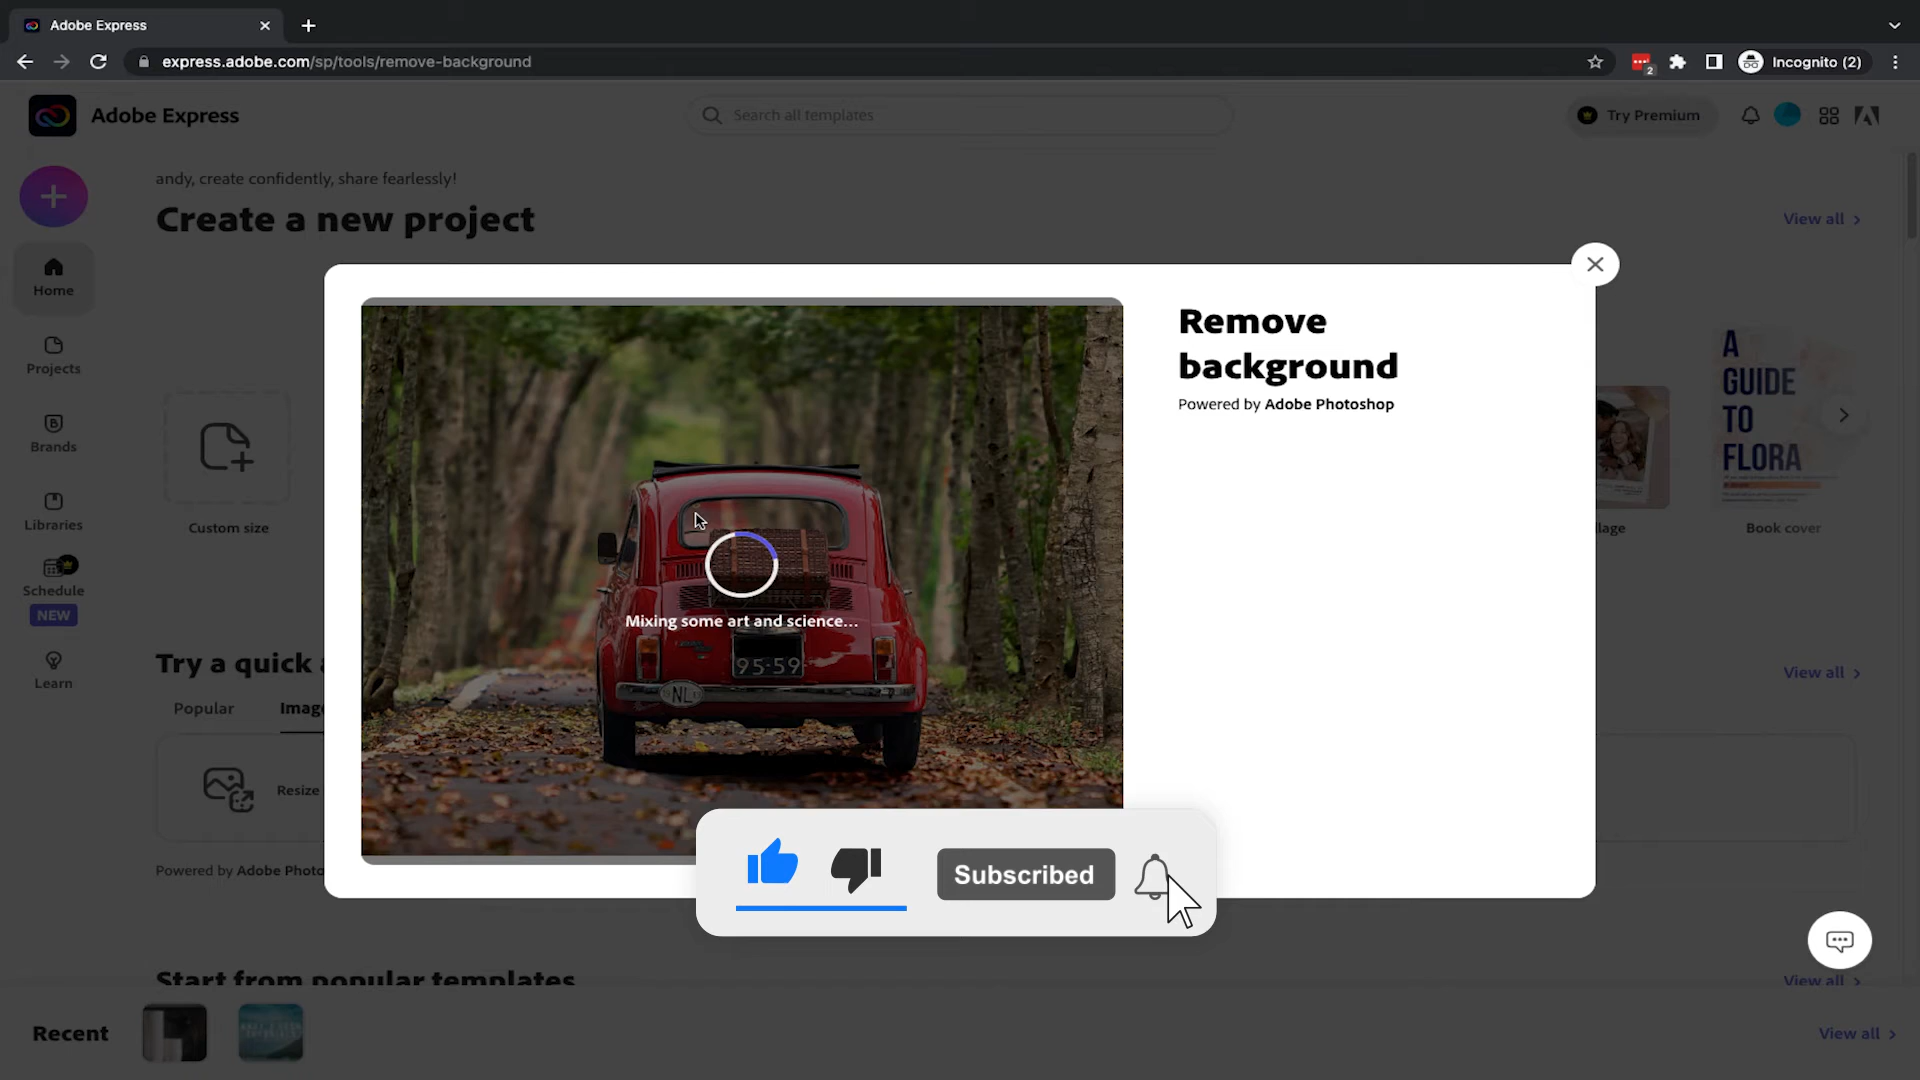 Adobe Express
express.adobe.com/sp/tools/remove-background
2
Incognito (2)
Adobe Express
Search all templates
Try Premium
andy, create confidently, share fearlessly!
Create a new project
View all
Home
Projects
Brands
Libraries
Schedule
NEW
Learn
Custom size
Remove
background
Powered by Adobe Photoshop
Mixing some art and science...
95-59
NL
A
GUIDE
TO
FLORA
llage
Book cover
Try a quick a
View all
Popular
Image
Resize
Powered by Adobe Photo
Subscribed
Start from popular templates
View all
Recent
View all